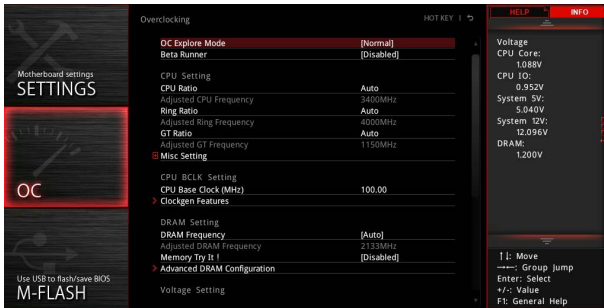 Motherboard settings
SETTINGS
OC
Use USB to flash/save BIOS
M-FLASH
Overclocking
HOT KEY |
OC Explore Mode [Normal]
Beta Runner [Disabled]
CPU Setting
CPU Ratio Auto
Adjusted CPU Frequency 3400MHz
Ring Ratio Auto
Adjusted Ring Frequency 4000MHz
GT Ratio Auto
Adjusted GT Frequency 1150MHz
Misc Setting
CPU BCLK Setting
CPU Base Clock (MHz) 100.00
Clockgen Features
DRAM Setting
DRAM Frequency [Auto]
Adjusted DRAM Frequency 2133MHz
Memory Try It ! [Disabled]
Advanced DRAM Configuration
Voltage Setting
HELP INFO
Voltage
CPU Core:
1.088V
CPU IO:
0.952V
System 5V:
5.040V
System 12V:
12.096V
DRAM:
1.200V
↑↓: Move
→←: Group Jump
Enter: Select
+/-: Value
F1: General Help